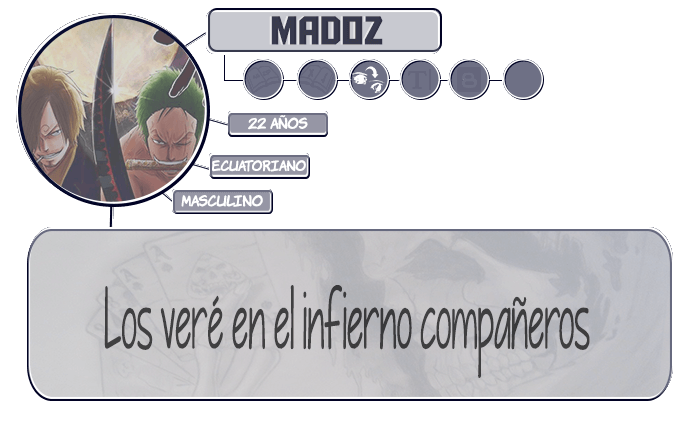 MADOZ
22 AÑOS
ECUATORIANO
MASCULINO
Los veré en el infierno compañeros